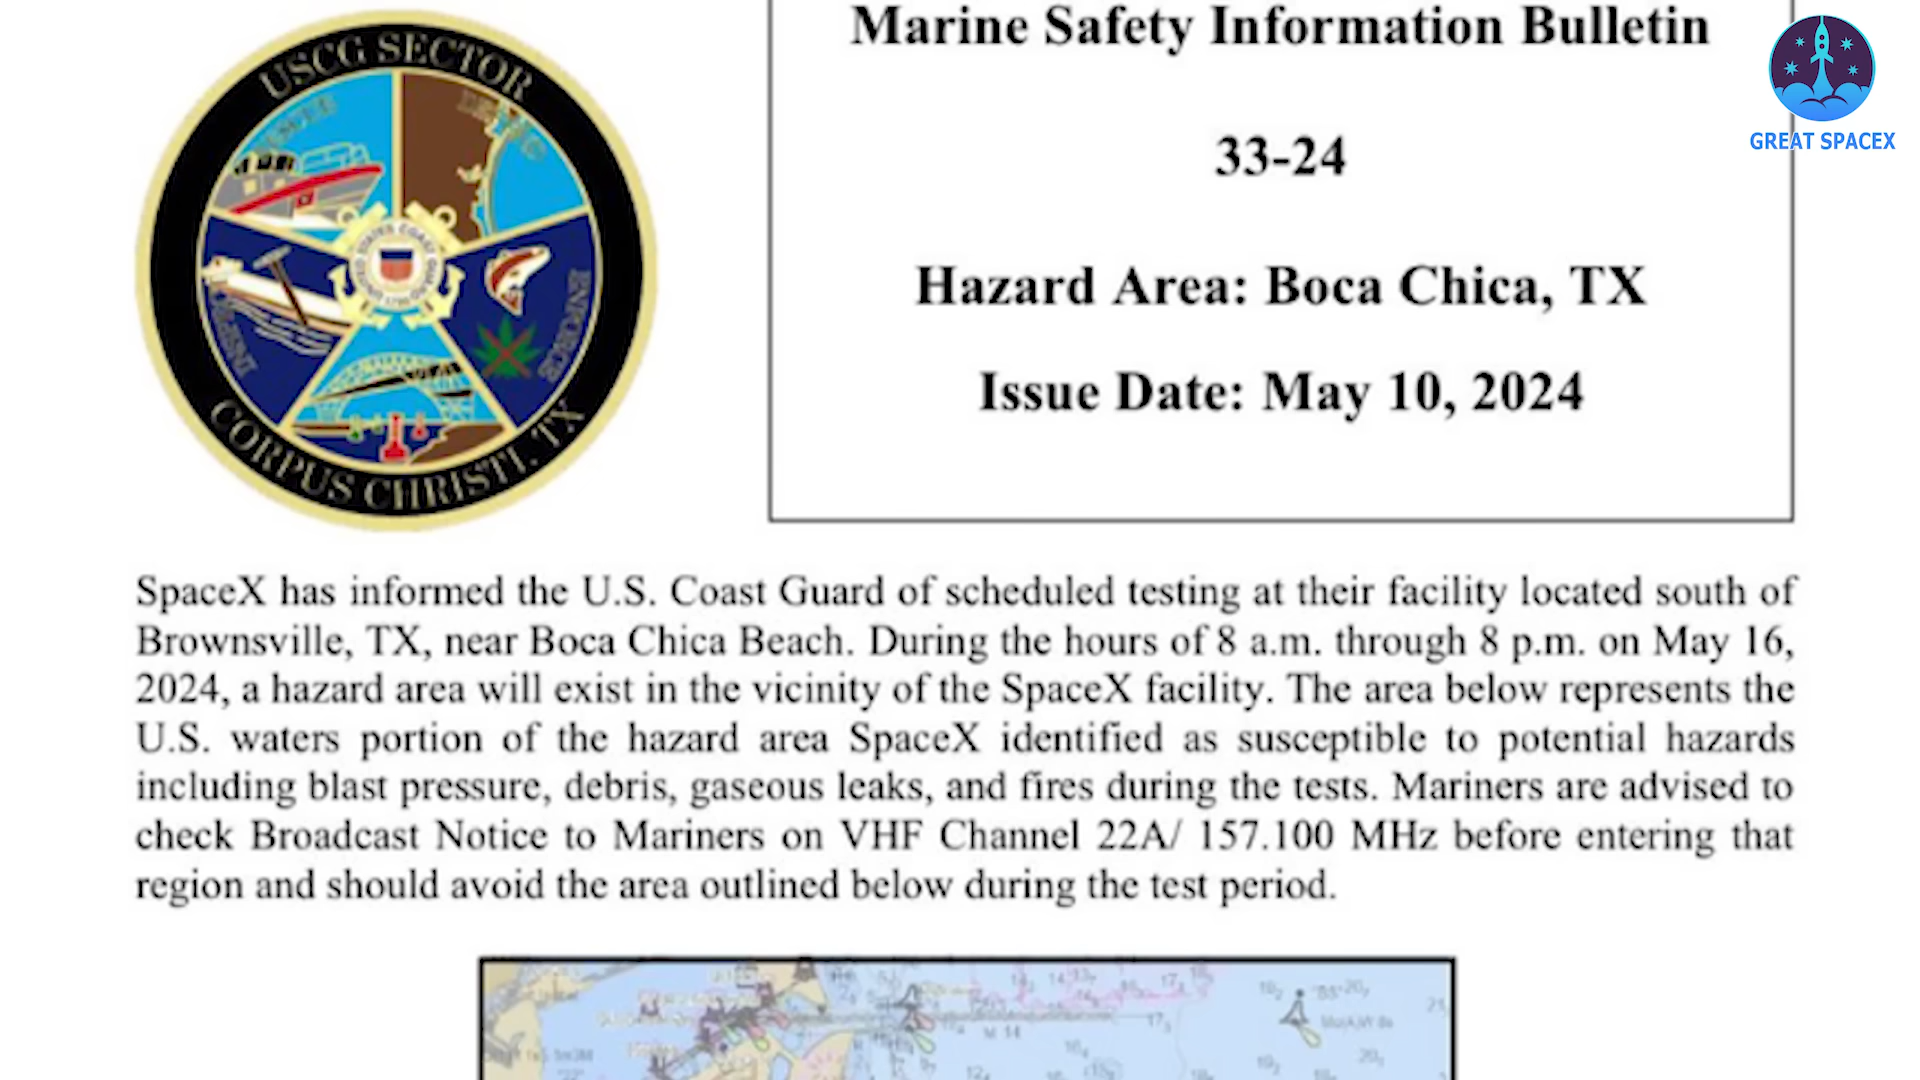 USCG SECTOR
CORPUS CHRISTI, TX
Marine Safety Information Bulletin
33-24
Hazard Area: Boca Chica, TX
Issue Date: May 10, 2024
GREAT SPACEX
SpaceX has informed the U.S. Coast Guard of scheduled testing at their facility located south of
Brownsville, TX, near Boca Chica Beach. During the hours of 8 a.m. through 8 p.m. on May 16,
2024, a hazard area will exist in the vicinity of the SpaceX facility. The area below represents the
U.S. waters portion of the hazard area SpaceX identified as susceptible to potential hazards
including blast pressure, debris, gaseous leaks, and fires during the tests. Mariners are advised to
check Broadcast Notice to Mariners on VHF Channel 22A/ 157.100 MHz before entering that
region and should avoid the area outlined below during the test period.